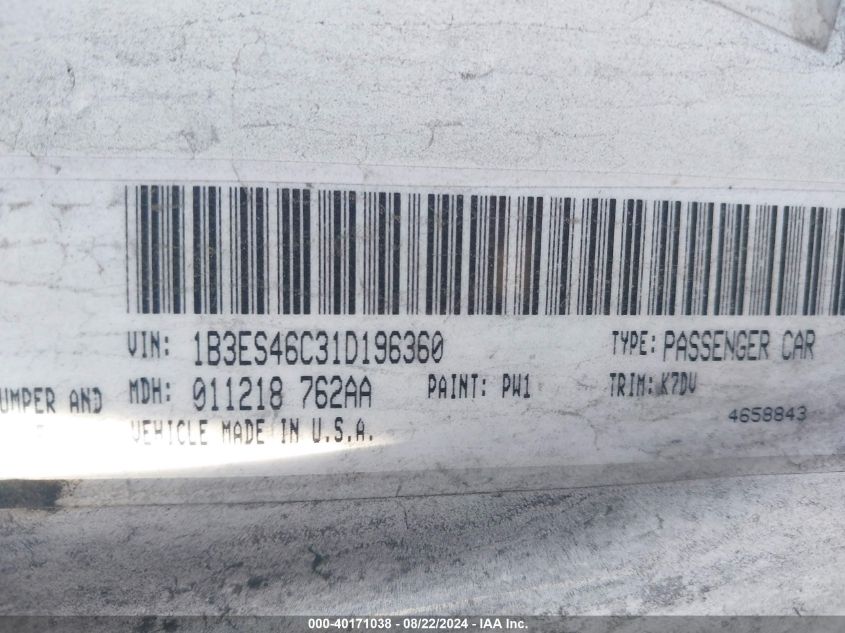 VIN: 1B3ES46C31D196360 TYPE: PASSENGER CAR
UMPER AND MDH: 011218 762AA PAINT: PW1 TRIM: K7DV
VEHICLE MADE IN U.S.A. 4658843
000-40171038 - 08/22/2024 - IAA Inc.